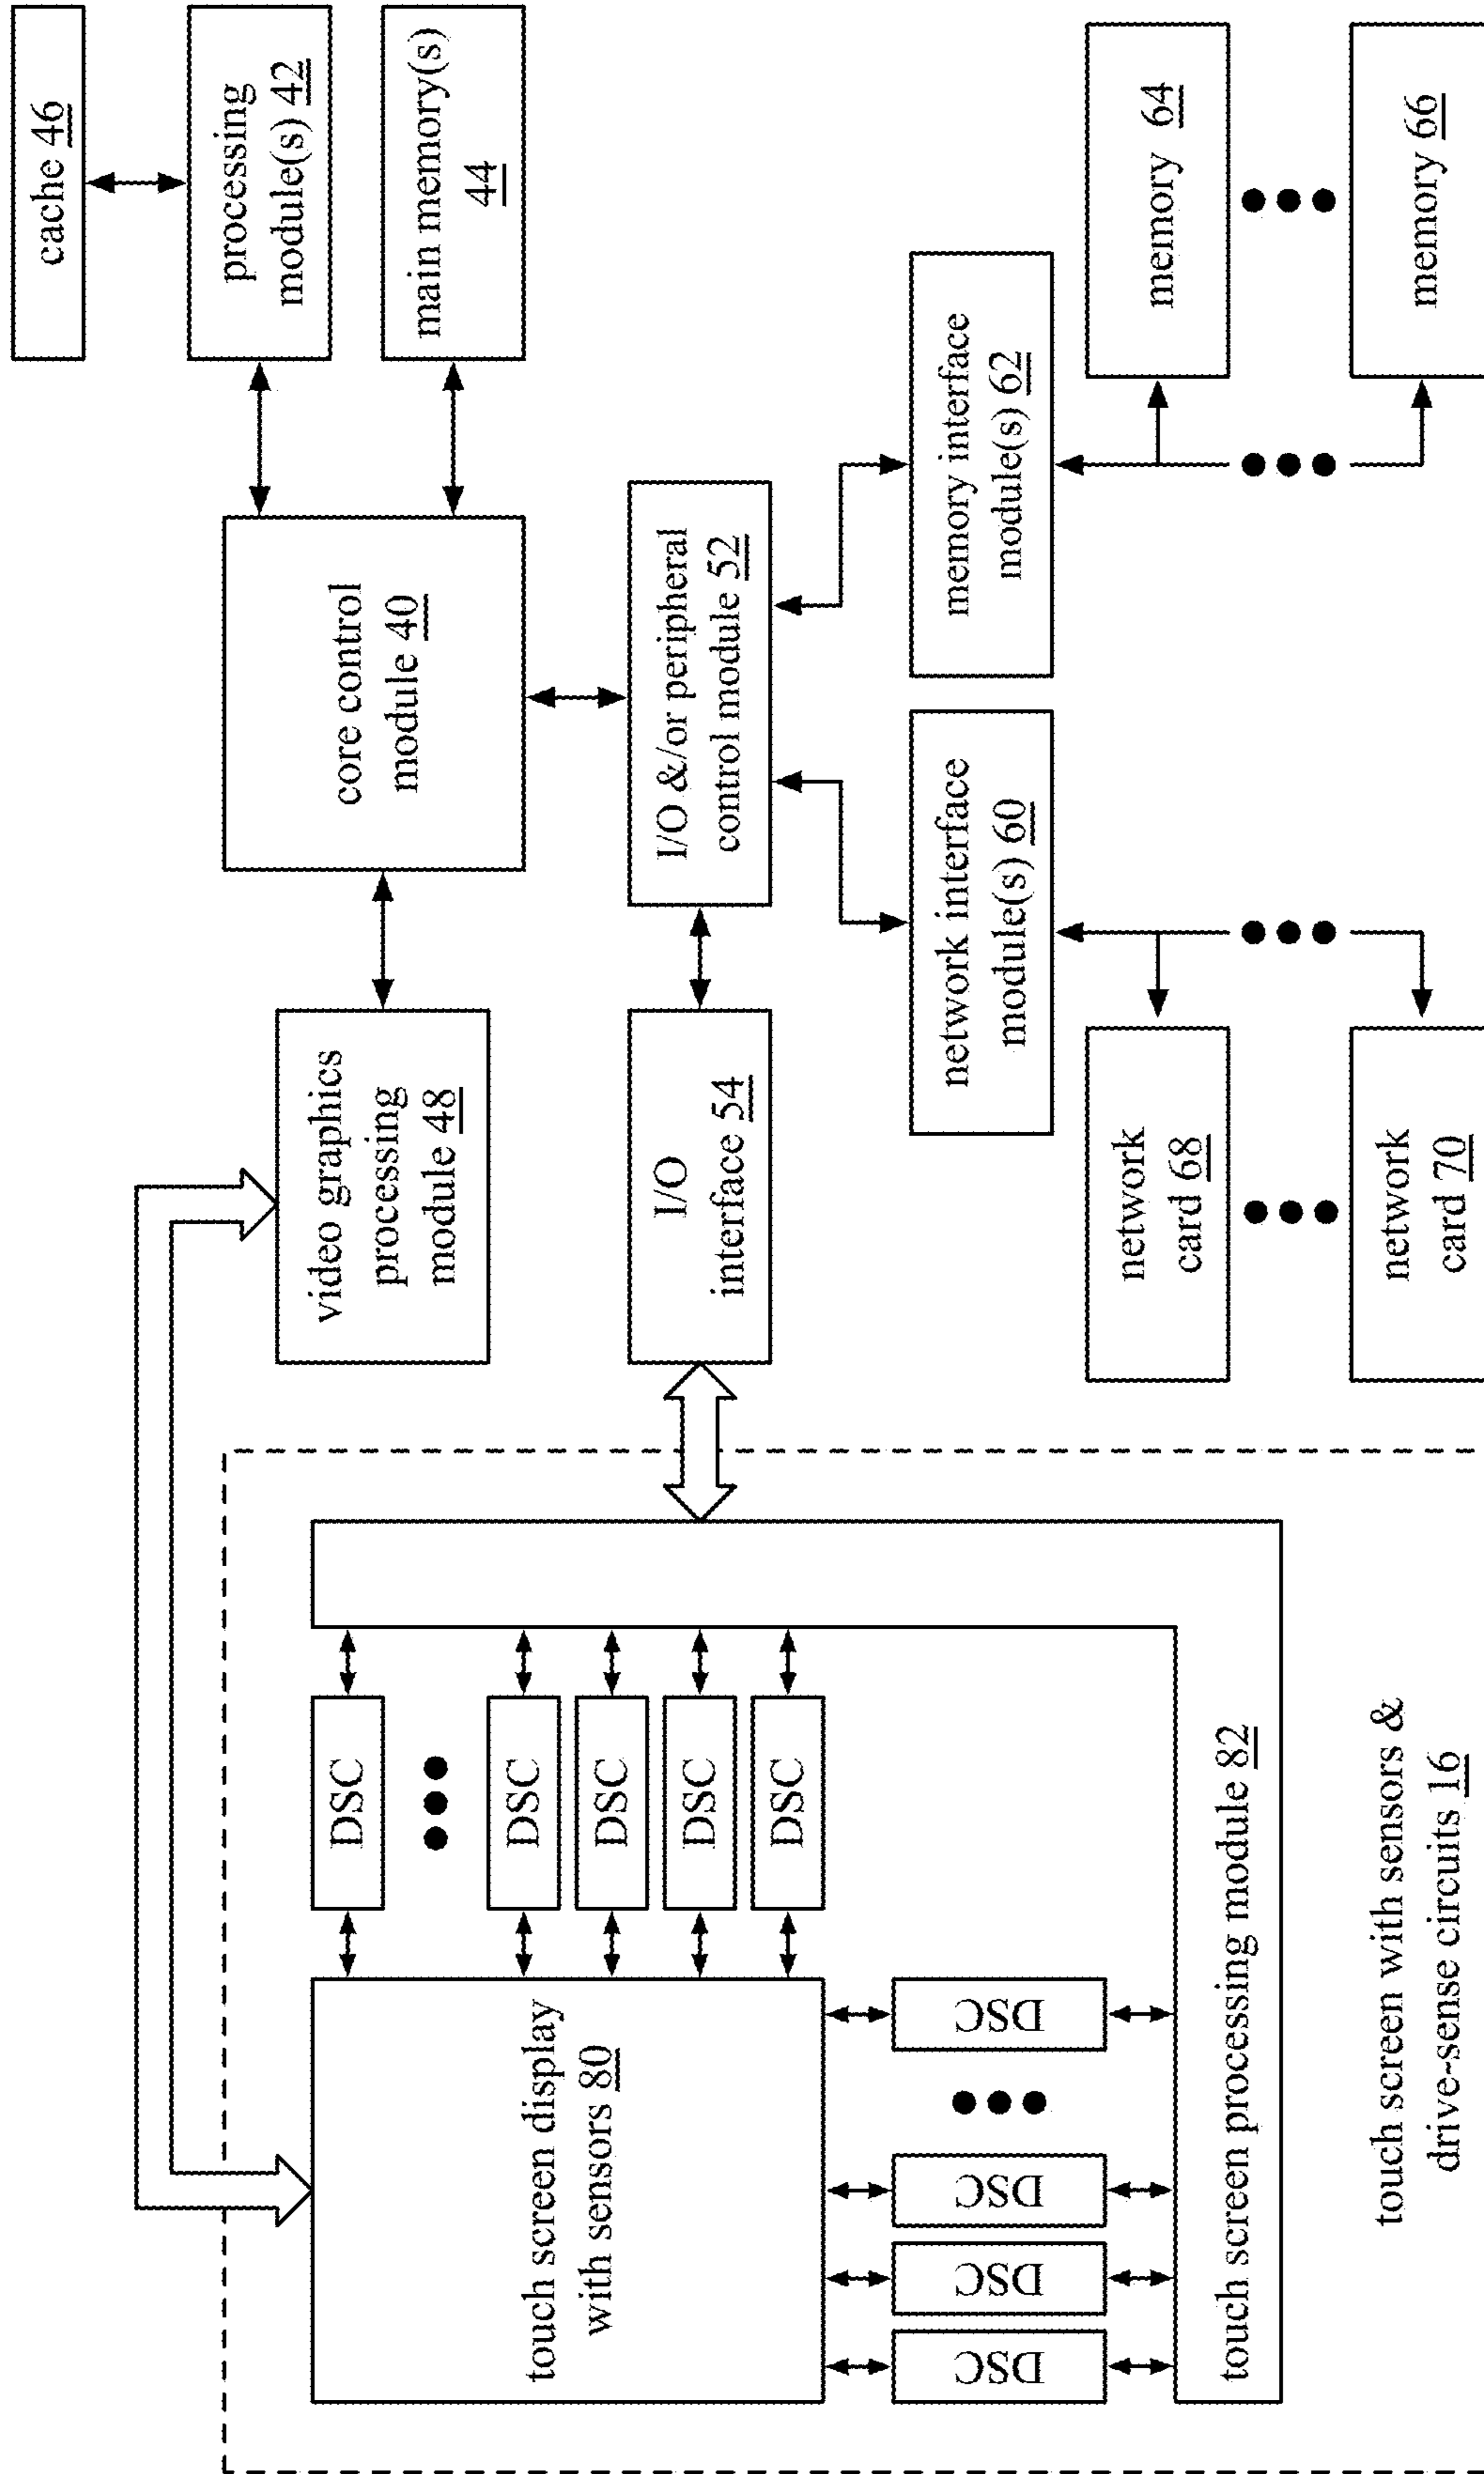 cache 46
processing
module(s) 42
main memory(s)
44
core control
module 40
video graphics
processing
module 48
I/O &/or peripheral
control module 52
I/O
interface 54
memory interface
module(s) 62
network interface
module(s) 60
memory 64
memory 66
network
card 68
network
card 70
touch screen display
with sensors 80
DSC
DSC
DSC
DSC
DSC
DSC
DSC
DSC
DSC
touch screen processing module 82
touch screen with sensors &
drive-sense circuits 16